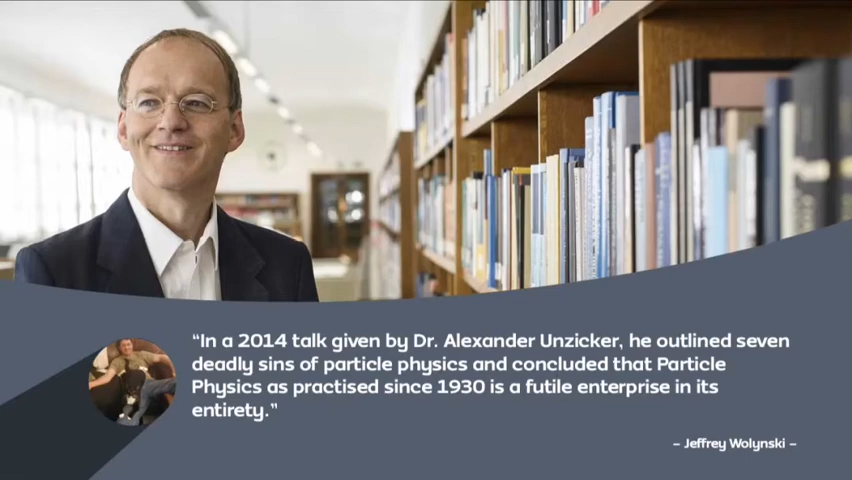 “In a 2014 talk given by Dr. Alexander Unzicker, he outlined seven
deadly sins of particle physics and concluded that Particle
Physics as practised since 1930 is a futile enterprise in its
entirety.”
– Jeffrey Wolynski –